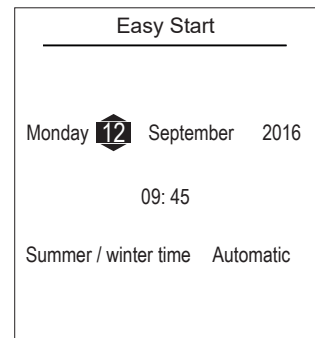 Easy Start
Monday 12 September 2016
09: 45
Summer / winter time Automatic